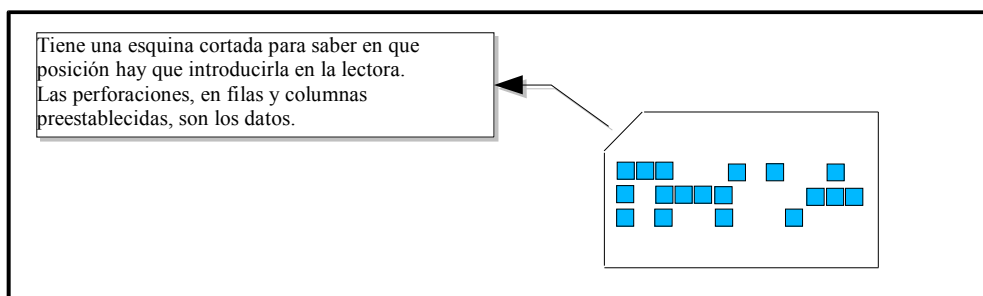 Tiene una esquina cortada para saber en que
posición hay que introducirla en la lectora.
Las perforaciones, en filas y columnas
preestablecidas, son los datos.